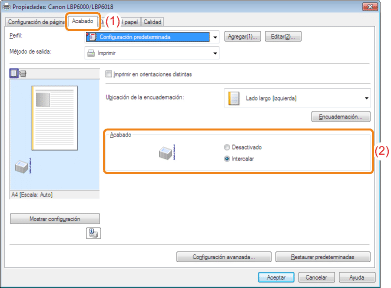 Propiedades: Canon LBP6000/LBP6018
Configuración de página Acabado (1) papel Calidad
Perfil: Configuración predeterminada Agregar(1)... Editar(2)...
Método de salida: Imprimir
Imprimir en orientaciones distintas
Ubicación de la encuadernación: Lado largo [Izquierda]
Encuadernación...
Acabado
Desactivado
Intercalar
(2)
A4 [Escala: Auto]
Mostrar configuración
Configuración avanzada... Restaurar predeterminadas
Aceptar Cancelar Ayuda